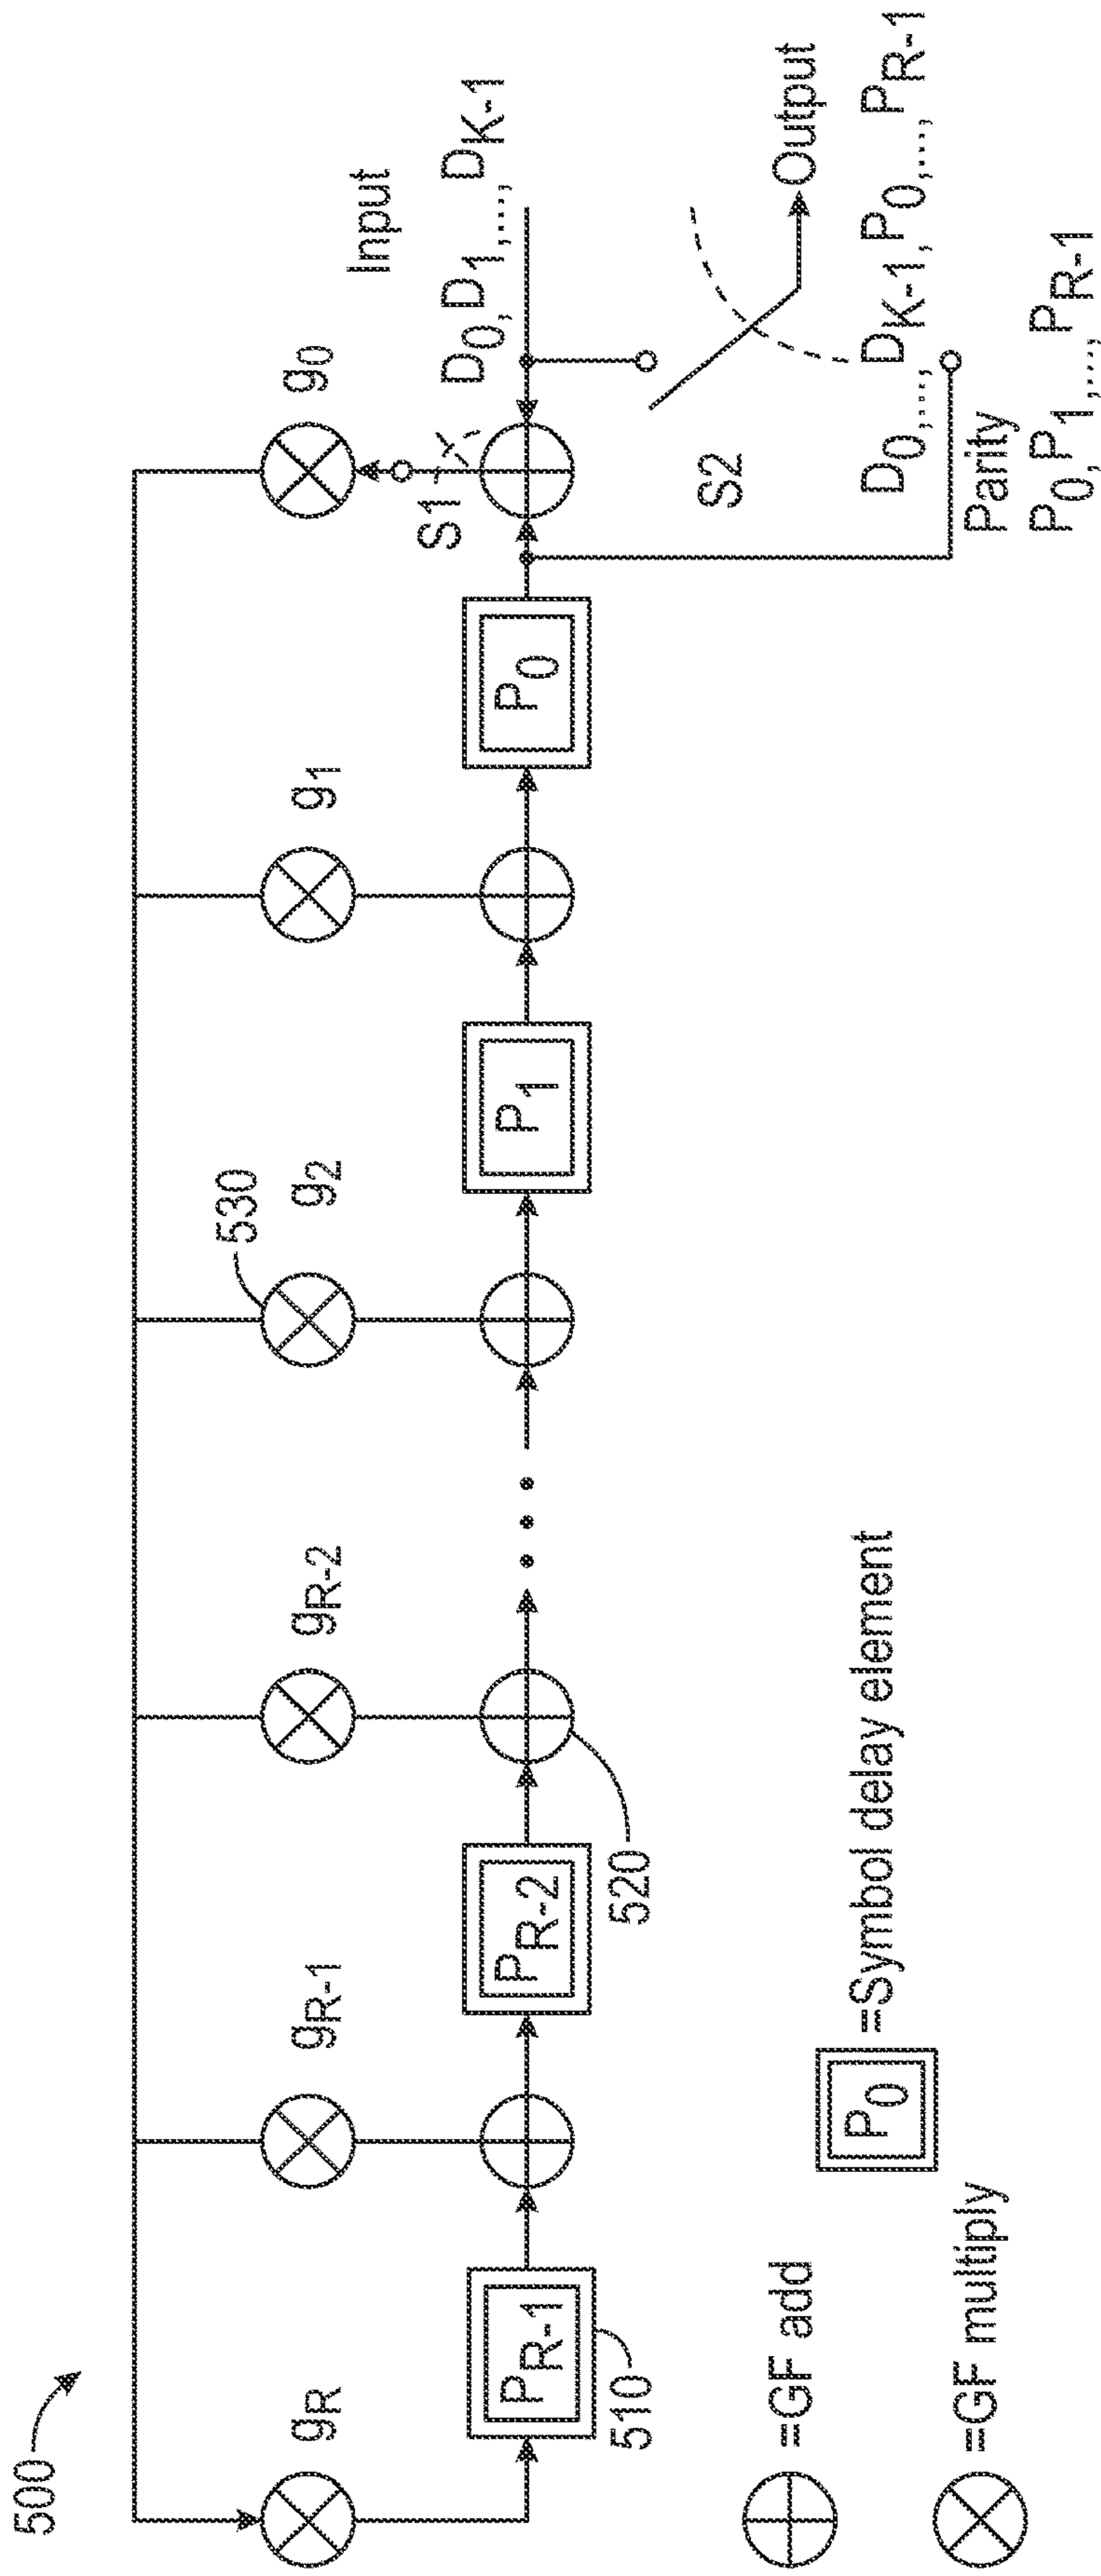 500
gR
gR-1
gR-2
530
g2
g1
g0
Input
D0, D1,..., DK-1
S1
PR-1
PR-2
P1
P0
510
520
S2
Output
D0,..., DK-1, P0,..., PR-1
Parity
P0, P1,..., PR-1
=GF add
=GF multiply
P0
=Symbol delay element